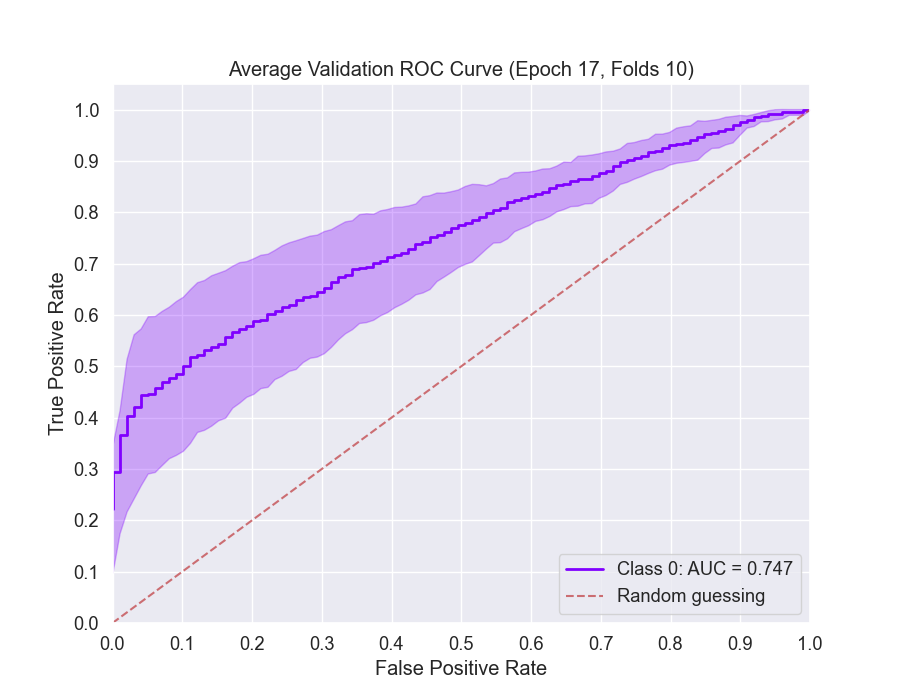 Average Validation ROC Curve (Epoch 17, Folds 10)
True Positive Rate
1.0
0.9
0.8
0.7
0.6
0.5
0.4
0.3
0.2
0.1
0.0
Class 0: AUC = 0.747
Random guessing
0.0 0.1 0.2 0.3 0.4 0.5 0.6 0.7 0.8 0.9 1.0
False Positive Rate